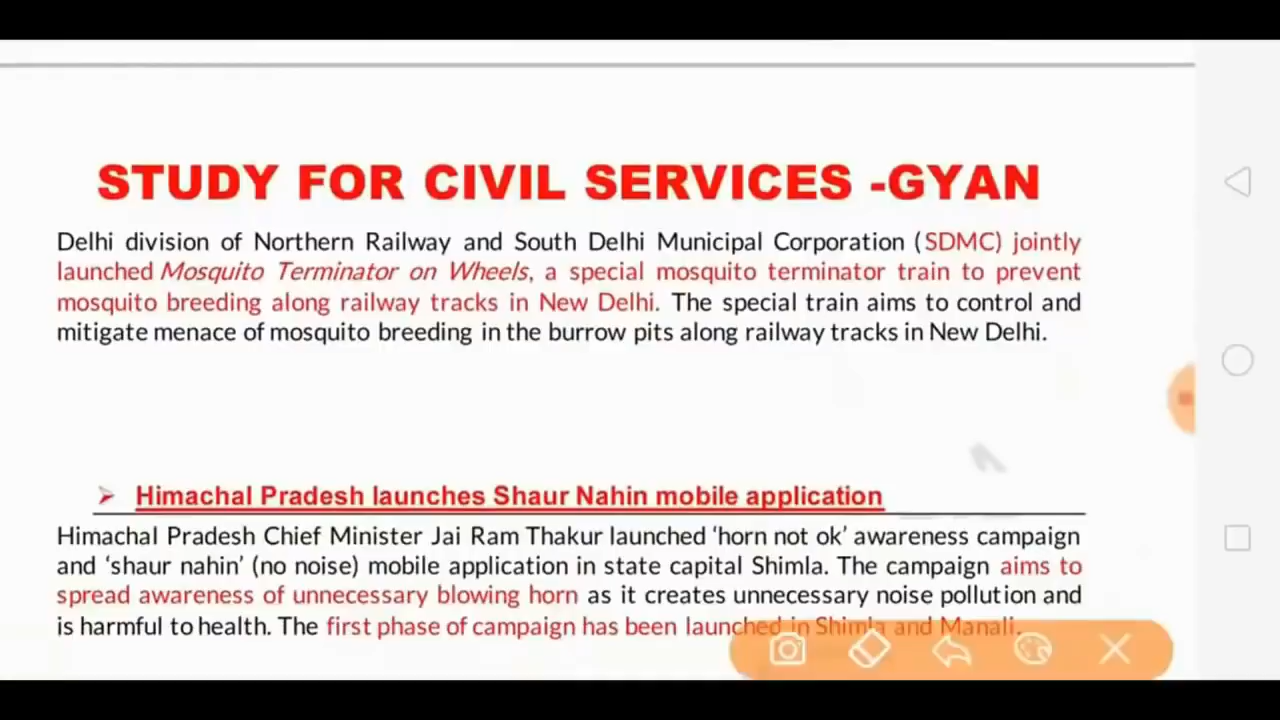 STUDY FOR CIVIL SERVICES -GYAN
Delhi division of Northern Railway and South Delhi Municipal Corporation (SDMC) jointly
launched Mosquito Terminator on Wheels, a special mosquito terminator train to prevent
mosquito breeding along railway tracks in New Delhi. The special train aims to control and
mitigate menace of mosquito breeding in the burrow pits along railway tracks in New Delhi.
➤ Himachal Pradesh launches Shaur Nahin mobile application
Himachal Pradesh Chief Minister Jai Ram Thakur launched ‘horn not ok’ awareness campaign
and ‘shaur nahin’ (no noise) mobile application in state capital Shimla. The campaign aims to
spread awareness of unnecessary blowing horn as it creates unnecessary noise pollution and
is harmful to health. The first phase of campaign has been launched in Shimla and Manali.